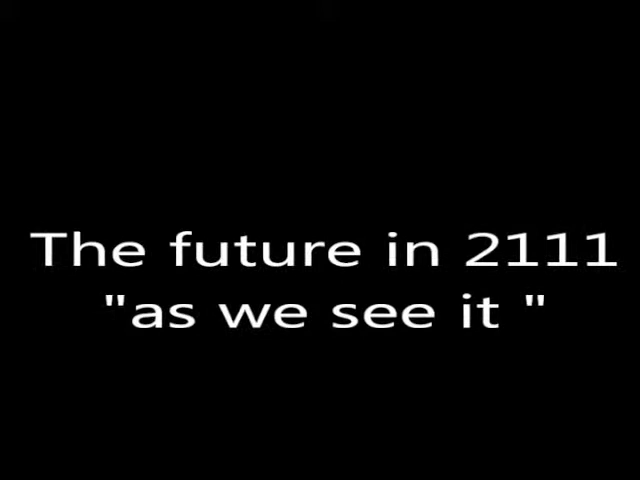 The future in 2111
"as we see it "